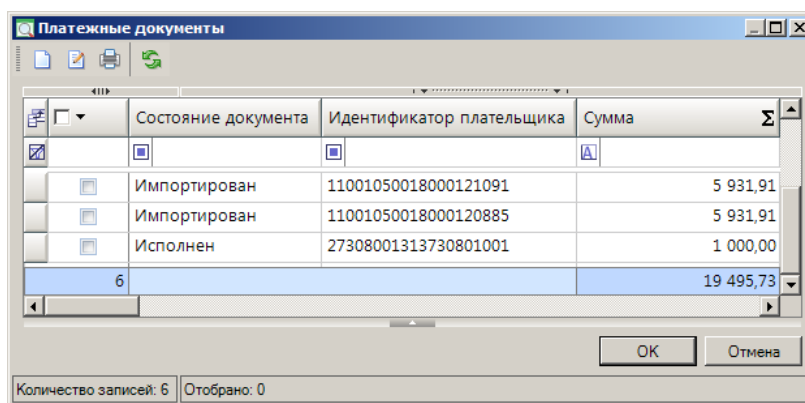 Платежные документы
Состояние документа Идентификатор плательщика Сумма Σ
A
Импортирован 11001050018000121091 5 931,91
Импортирован 11001050018000120885 5 931,91
Исполнен 27308001313730801001 1 000,00
6 19 495,73
OK Отмена
Количество записей: 6 Отобрано: 0